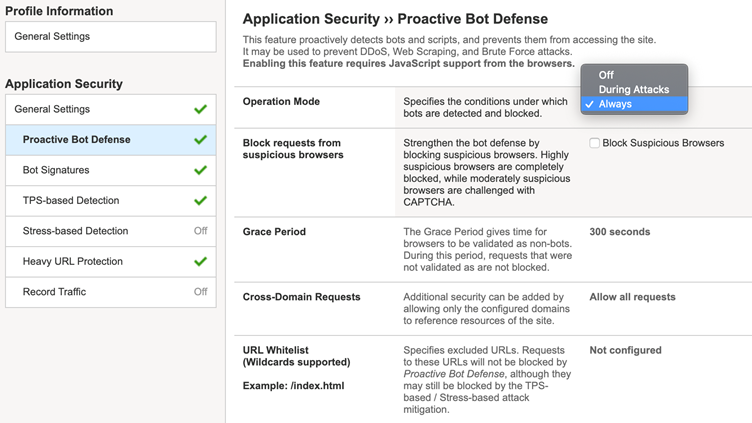 Profile Information
General Settings
Application Security
General Settings
Proactive Bot Defense
Bot Signatures
TPS-based Detection
Stress-based Detection Off
Heavy URL Protection
Record Traffic Off
Application Security ›› Proactive Bot Defense
This feature proactively detects bots and scripts, and prevents them from accessing the site.
It may be used to prevent DDoS, Web Scraping, and Brute Force attacks.
Enabling this feature requires JavaScript support from the browsers.
Off
During Attacks
✓ Always
Operation Mode
Specifies the conditions under which
bots are detected and blocked.
Block requests from
suspicious browsers
Strengthen the bot defense by
blocking suspicious browsers. Highly
suspicious browsers are completely
blocked, while moderately suspicious
browsers are challenged with
CAPTCHA.
Block Suspicious Browsers
Grace Period
The Grace Period gives time for
browsers to be validated as non-bots.
During this period, requests that were
not validated as are not blocked.
300 seconds
Cross-Domain Requests
Additional security can be added by
allowing only the configured domains
to reference resources of the site.
Allow all requests
URL Whitelist
(Wildcards supported)
Example: /index.html
Specifies excluded URLs. Requests
to these URLs will not be blocked by
Proactive Bot Defense, although they
may still be blocked by the TPS-
based / Stress-based attack
mitigation.
Not configured